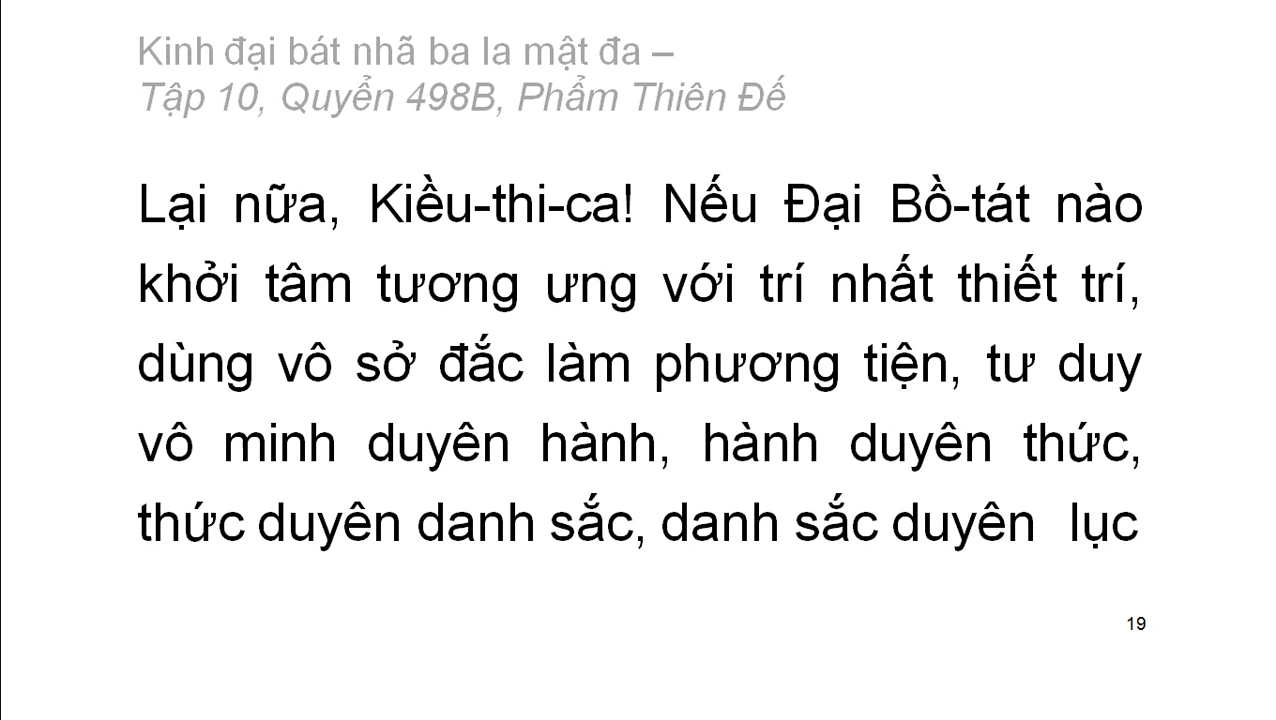 Kinh đại bát nhã ba la mật đa –
Tập 10, Quyển 498B, Phẩm Thiên Đế
Lại nữa, Kiều-thi-ca! Nếu Đại Bồ-tát nào
khởi tâm tương ưng với trí nhất thiết trí,
dùng vô sở đắc làm phương tiện, tư duy
vô minh duyên hành, hành duyên thức,
thức duyên danh sắc, danh sắc duyên lục
19